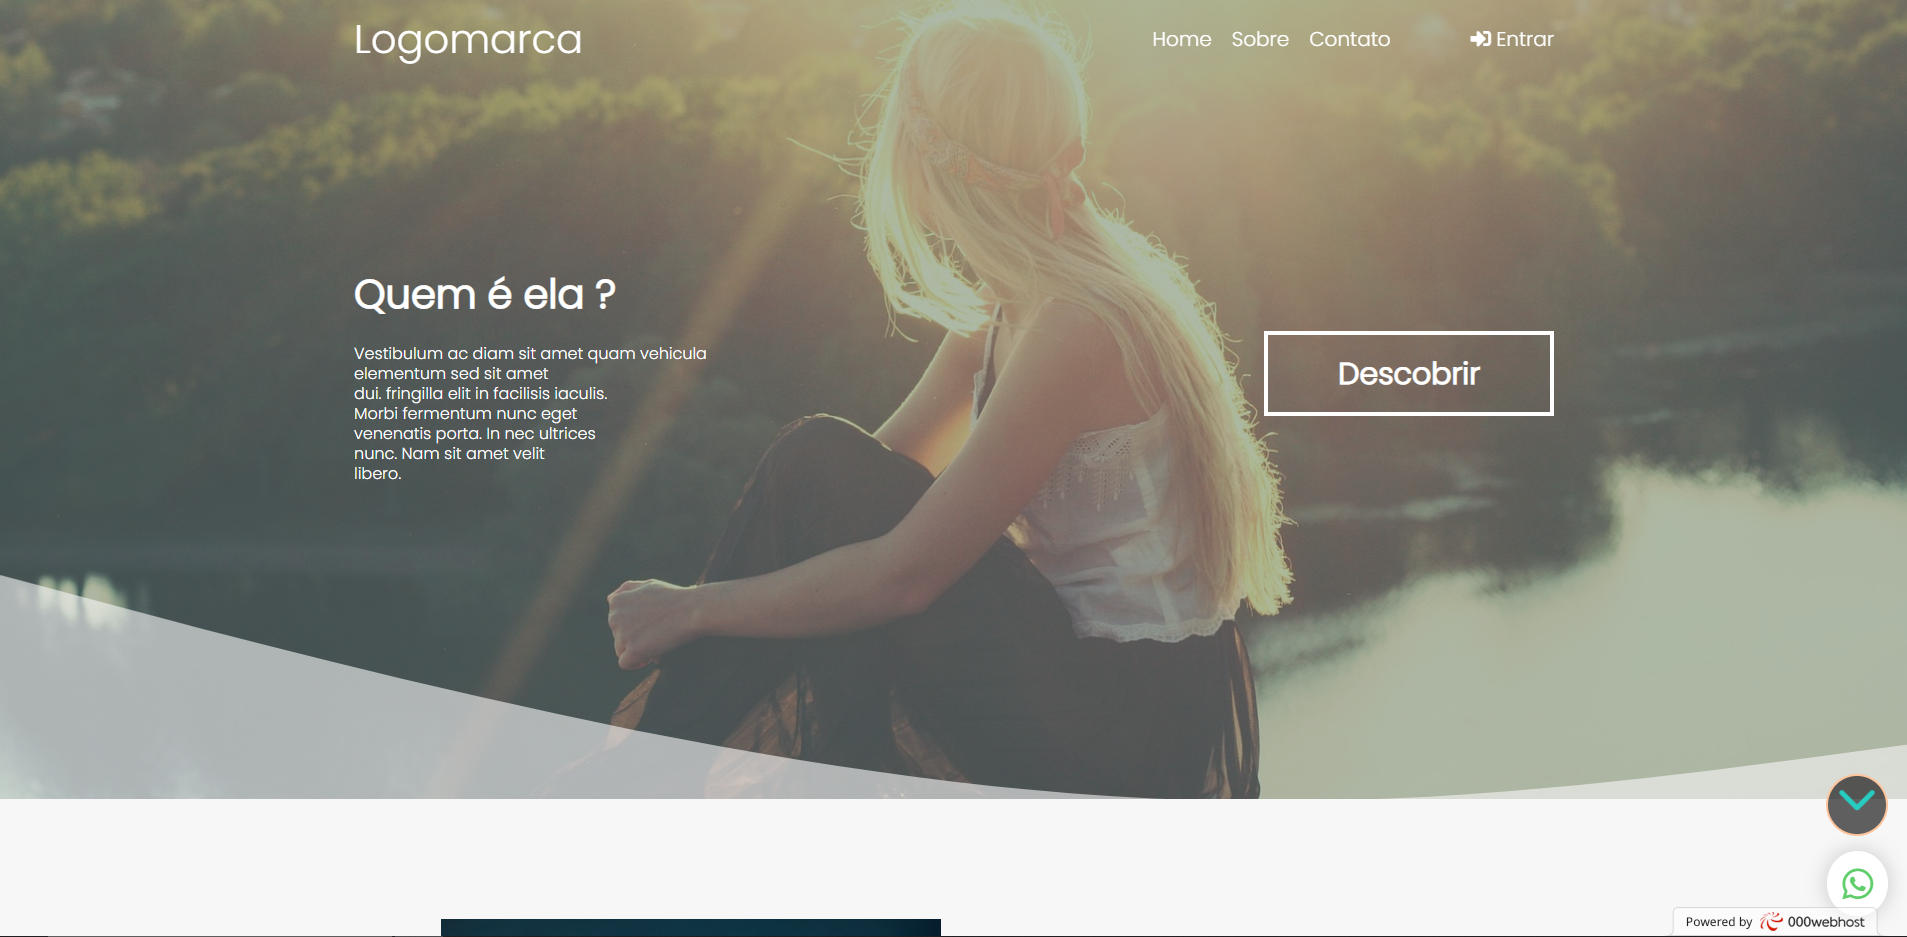 Logomarca
Home Sobre Contato Entrar
Quem é ela ?
Vestibulum ac diam sit amet quam vehicula
elementum sed sit amet
dui. fringilla elit in facilisis iaculis.
Morbi fermentum nunc eget
venenatis porta. In nec ultrices
nunc. Nam sit amet velit
libero.
Descobrir
Powered by 000webhost